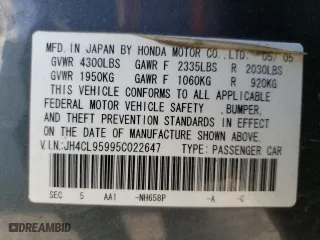 MFD. IN JAPAN BY HONDA MOTOR CO., LTD. 05/05
GVWR 4300LBS GAWR F 2335LBS R 2030LBS
GVWR 1950KG GAWR F 1060KG R 920KG
THIS VEHICLE CONFORMS TO ALL APPLICABLE
FEDERAL MOTOR VEHICLE SAFETY , BUMPER,
AND THEFT PREVENTION STANDARDS IN EFFECT
ON THE DATE OF MANUFACTURE SHOWN ABOVE.
V.I.N:JH4CL95995C022647 TYPE: PASSENGER CAR
SEC 5 AA1 -NH658P -A -C